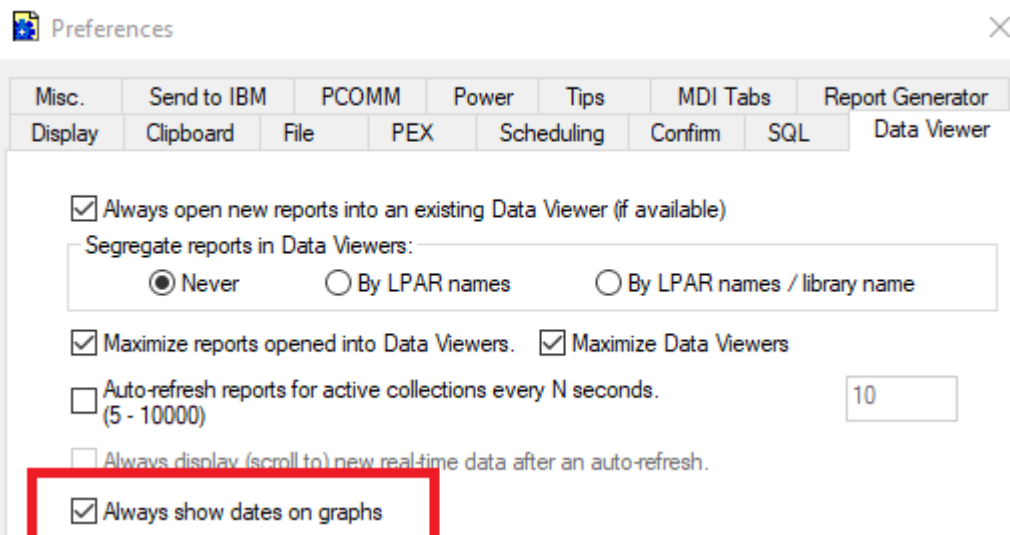 Preferences
Misc. Send to IBM PCOMM Power Tips MDI Tabs Report Generator
Display Clipboard File PEX Scheduling Confirm SQL Data Viewer
Always open new reports into an existing Data Viewer (if available)
Segregate reports in Data Viewers:
Never By LPAR names By LPAR names / library name
Maximize reports opened into Data Viewers. Maximize Data Viewers
Auto-refresh reports for active collections every N seconds.
(5 - 10000)
10
Always display (scroll to) new real-time data after an auto-refresh.
Always show dates on graphs